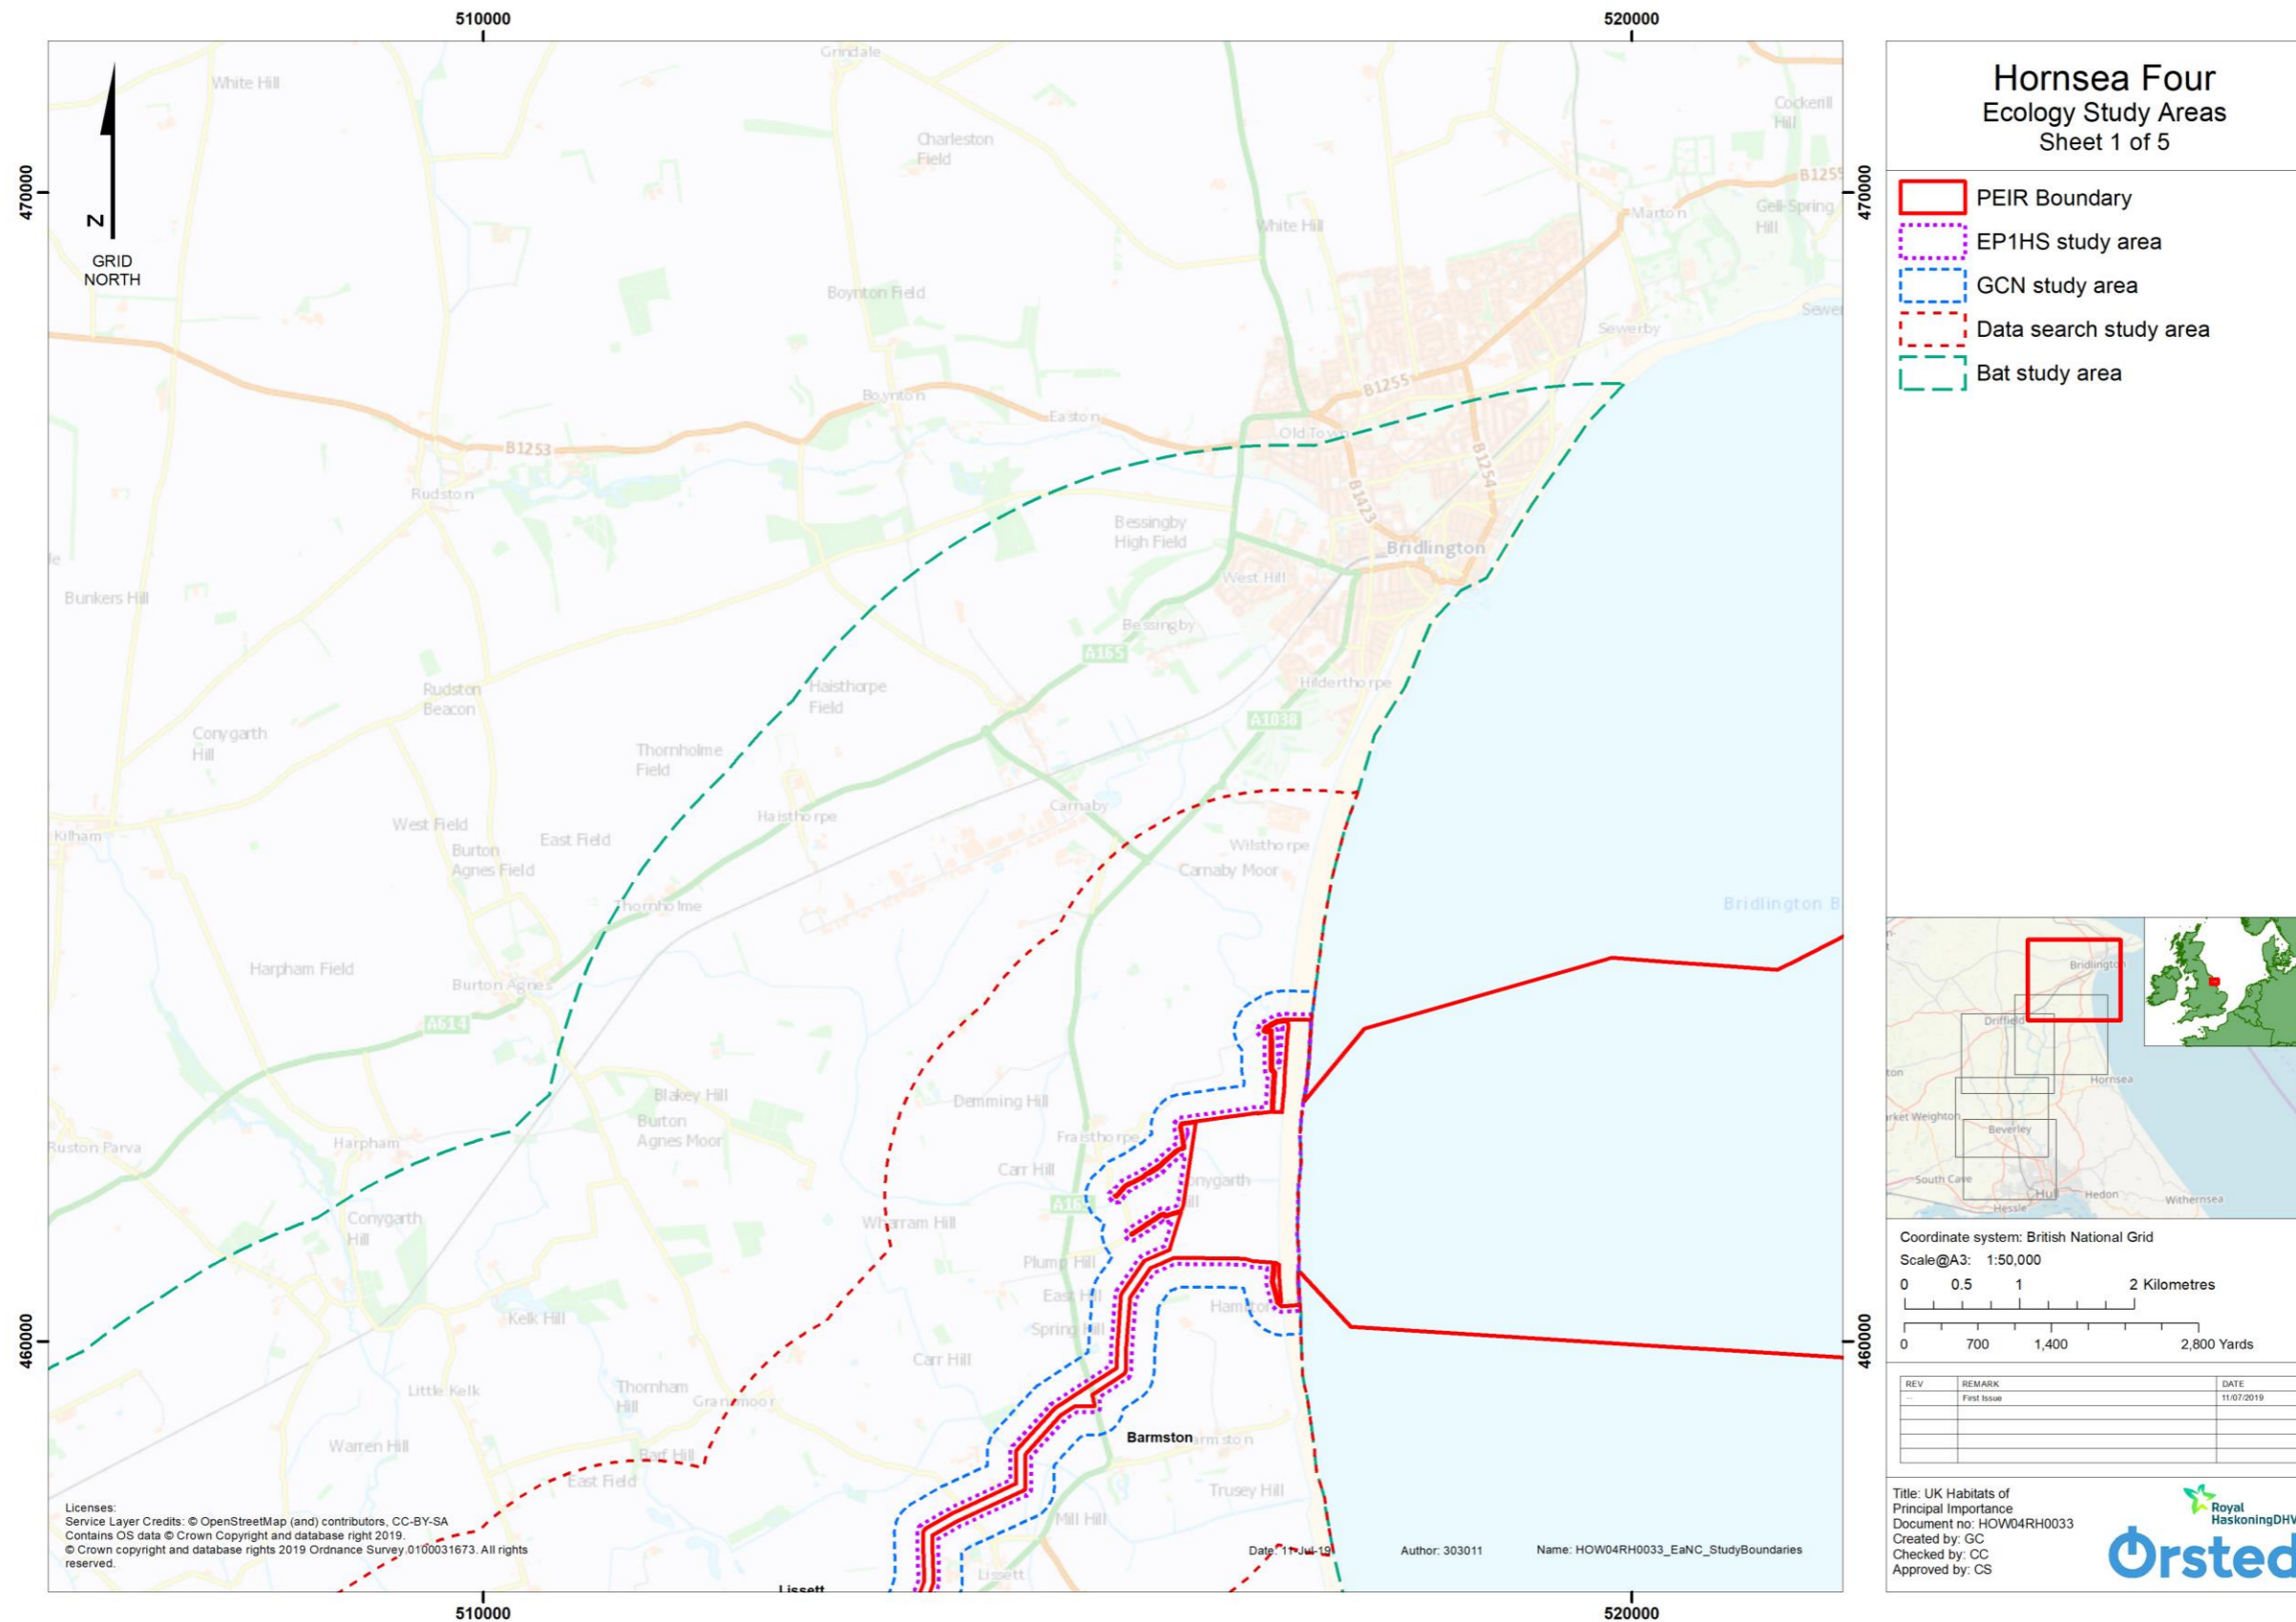 510000
520000
470000
460000
Grindale
White Hill
Charleston
Field
Cockerill
Hill
B1255
Marton
Gell-Spring
Hill
White Hill
Z
GRID
NORTH
Boynton Field
Sewerby
Boynton
B1255
Easton
Old Town
B1253
B1254
Rudston
B1423
Bessingby
High Field
Bridlington
West Hill
Bunkers Hill
Bessingby
A165
Rudston
Beacon
Haisthorpe
Field
Hilderthorpe
A1038
Conygarth
Hill
Thornholme
Field
Carnaby
Haisthorpe
West Field
East Field
Kilham
Wilsthorpe
Burton
Agnes Field
Carnaby Moor
Thornholme
Bridlington B
Harpham Field
Burton Agnes
A614
Blakey Hill
Demming Hill
Burton
Agnes Moor
Fraisthorpe
Ruston Parva
Harpham
Carr Hill
Conygarth
Hill
Wharram Hill
Plump Hill
East Hill
Kelk Hill
Spring Hill
Carr Hill
Little Kelk
Thornham
Hill
Gransmoor
Barmston
Warren Hill
Barf Hill
East Field
Trusey Hill
Mill Hill
Lissett
Lissett
Licenses:
Service Layer Credits: © OpenStreetMap (and) contributors, CC-BY-SA
Contains OS data © Crown Copyright and database right 2019.
© Crown copyright and database rights 2019 Ordnance Survey 0100031673. All rights
reserved.
Date: 11-Jul-19 Author: 303011 Name: HOW04RH0033_EaNC_StudyBoundaries
510000
520000
470000
460000
Hornsea Four
Ecology Study Areas
Sheet 1 of 5
PEIR Boundary
EP1HS study area
GCN study area
Data search study area
Bat study area
Bridlington
Driffield
Hornsea
Beverley
South Cave
Hull
Hedon
Withernsea
Hessle
Coordinate system: British National Grid
Scale@A3: 1:50,000
0 0.5 1 2 Kilometres
0 700 1,400 2,800 Yards
REV REMARK DATE
-- First Issue 11/07/2019
Title: UK Habitats of
Principal Importance
Document no: HOW04RH0033
Created by: GC
Checked by: CC
Approved by: CS
Royal
HaskoningDHV
Ørsted